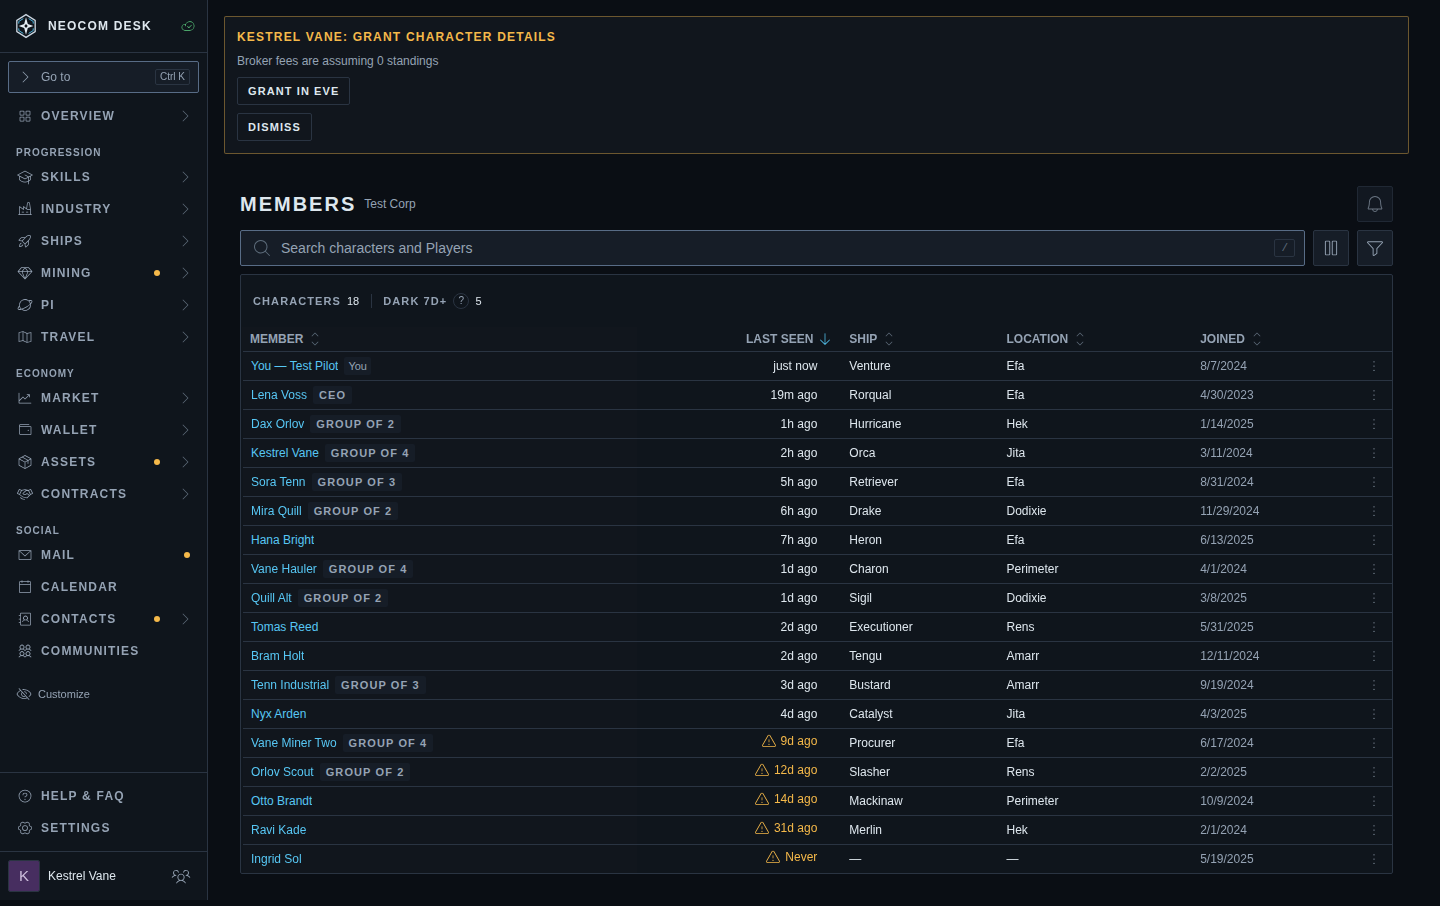 NEOCOM DESK
Go to Ctrl K
OVERVIEW
PROGRESSION
SKILLS
INDUSTRY
SHIPS
MINING
PI
TRAVEL
ECONOMY
MARKET
WALLET
ASSETS
CONTRACTS
SOCIAL
MAIL
CALENDAR
CONTACTS
COMMUNITIES
Customize
HELP & FAQ
SETTINGS
K Kestrel Vane
KESTREL VANE: GRANT CHARACTER DETAILS
Broker fees are assuming 0 standings
GRANT IN EVE
DISMISS
MEMBERS Test Corp
Search characters and Players /
CHARACTERS 18 DARK 7D+ ? 5
MEMBER LAST SEEN SHIP LOCATION JOINED
You — Test Pilot You just now Venture Efa 8/7/2024
Lena Voss CEO 19m ago Rorqual Efa 4/30/2023
Dax Orlov GROUP OF 2 1h ago Hurricane Hek 1/14/2025
Kestrel Vane GROUP OF 4 2h ago Orca Jita 3/11/2024
Sora Tenn GROUP OF 3 5h ago Retriever Efa 8/31/2024
Mira Quill GROUP OF 2 6h ago Drake Dodixie 11/29/2024
Hana Bright 7h ago Heron Efa 6/13/2025
Vane Hauler GROUP OF 4 1d ago Charon Perimeter 4/1/2024
Quill Alt GROUP OF 2 1d ago Sigil Dodixie 3/8/2025
Tomas Reed 2d ago Executioner Rens 5/31/2025
Bram Holt 2d ago Tengu Amarr 12/11/2024
Tenn Industrial GROUP OF 3 3d ago Bustard Amarr 9/19/2024
Nyx Arden 4d ago Catalyst Jita 4/3/2025
Vane Miner Two GROUP OF 4 9d ago Procurer Efa 6/17/2024
Orlov Scout GROUP OF 2 12d ago Slasher Rens 2/2/2025
Otto Brandt 14d ago Mackinaw Perimeter 10/9/2024
Ravi Kade 31d ago Merlin Hek 2/1/2024
Ingrid Sol Never — — 5/19/2025